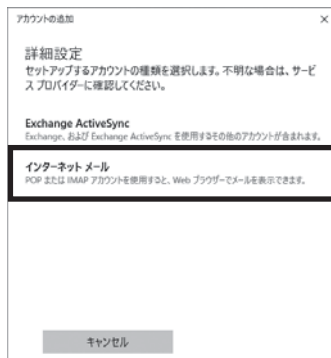 アカウントの追加
詳細設定
セットアップするアカウントの種類を選択します。不明な場合は、サービ
ス プロバイダーに確認してください。
Exchange ActiveSync
Exchange、および Exchange ActiveSync を使用するその他のアカウントが含まれます。
インターネット メール
POP または IMAP アカウントを使用すると、Web ブラウザーでメールを表示できます。
キャンセル